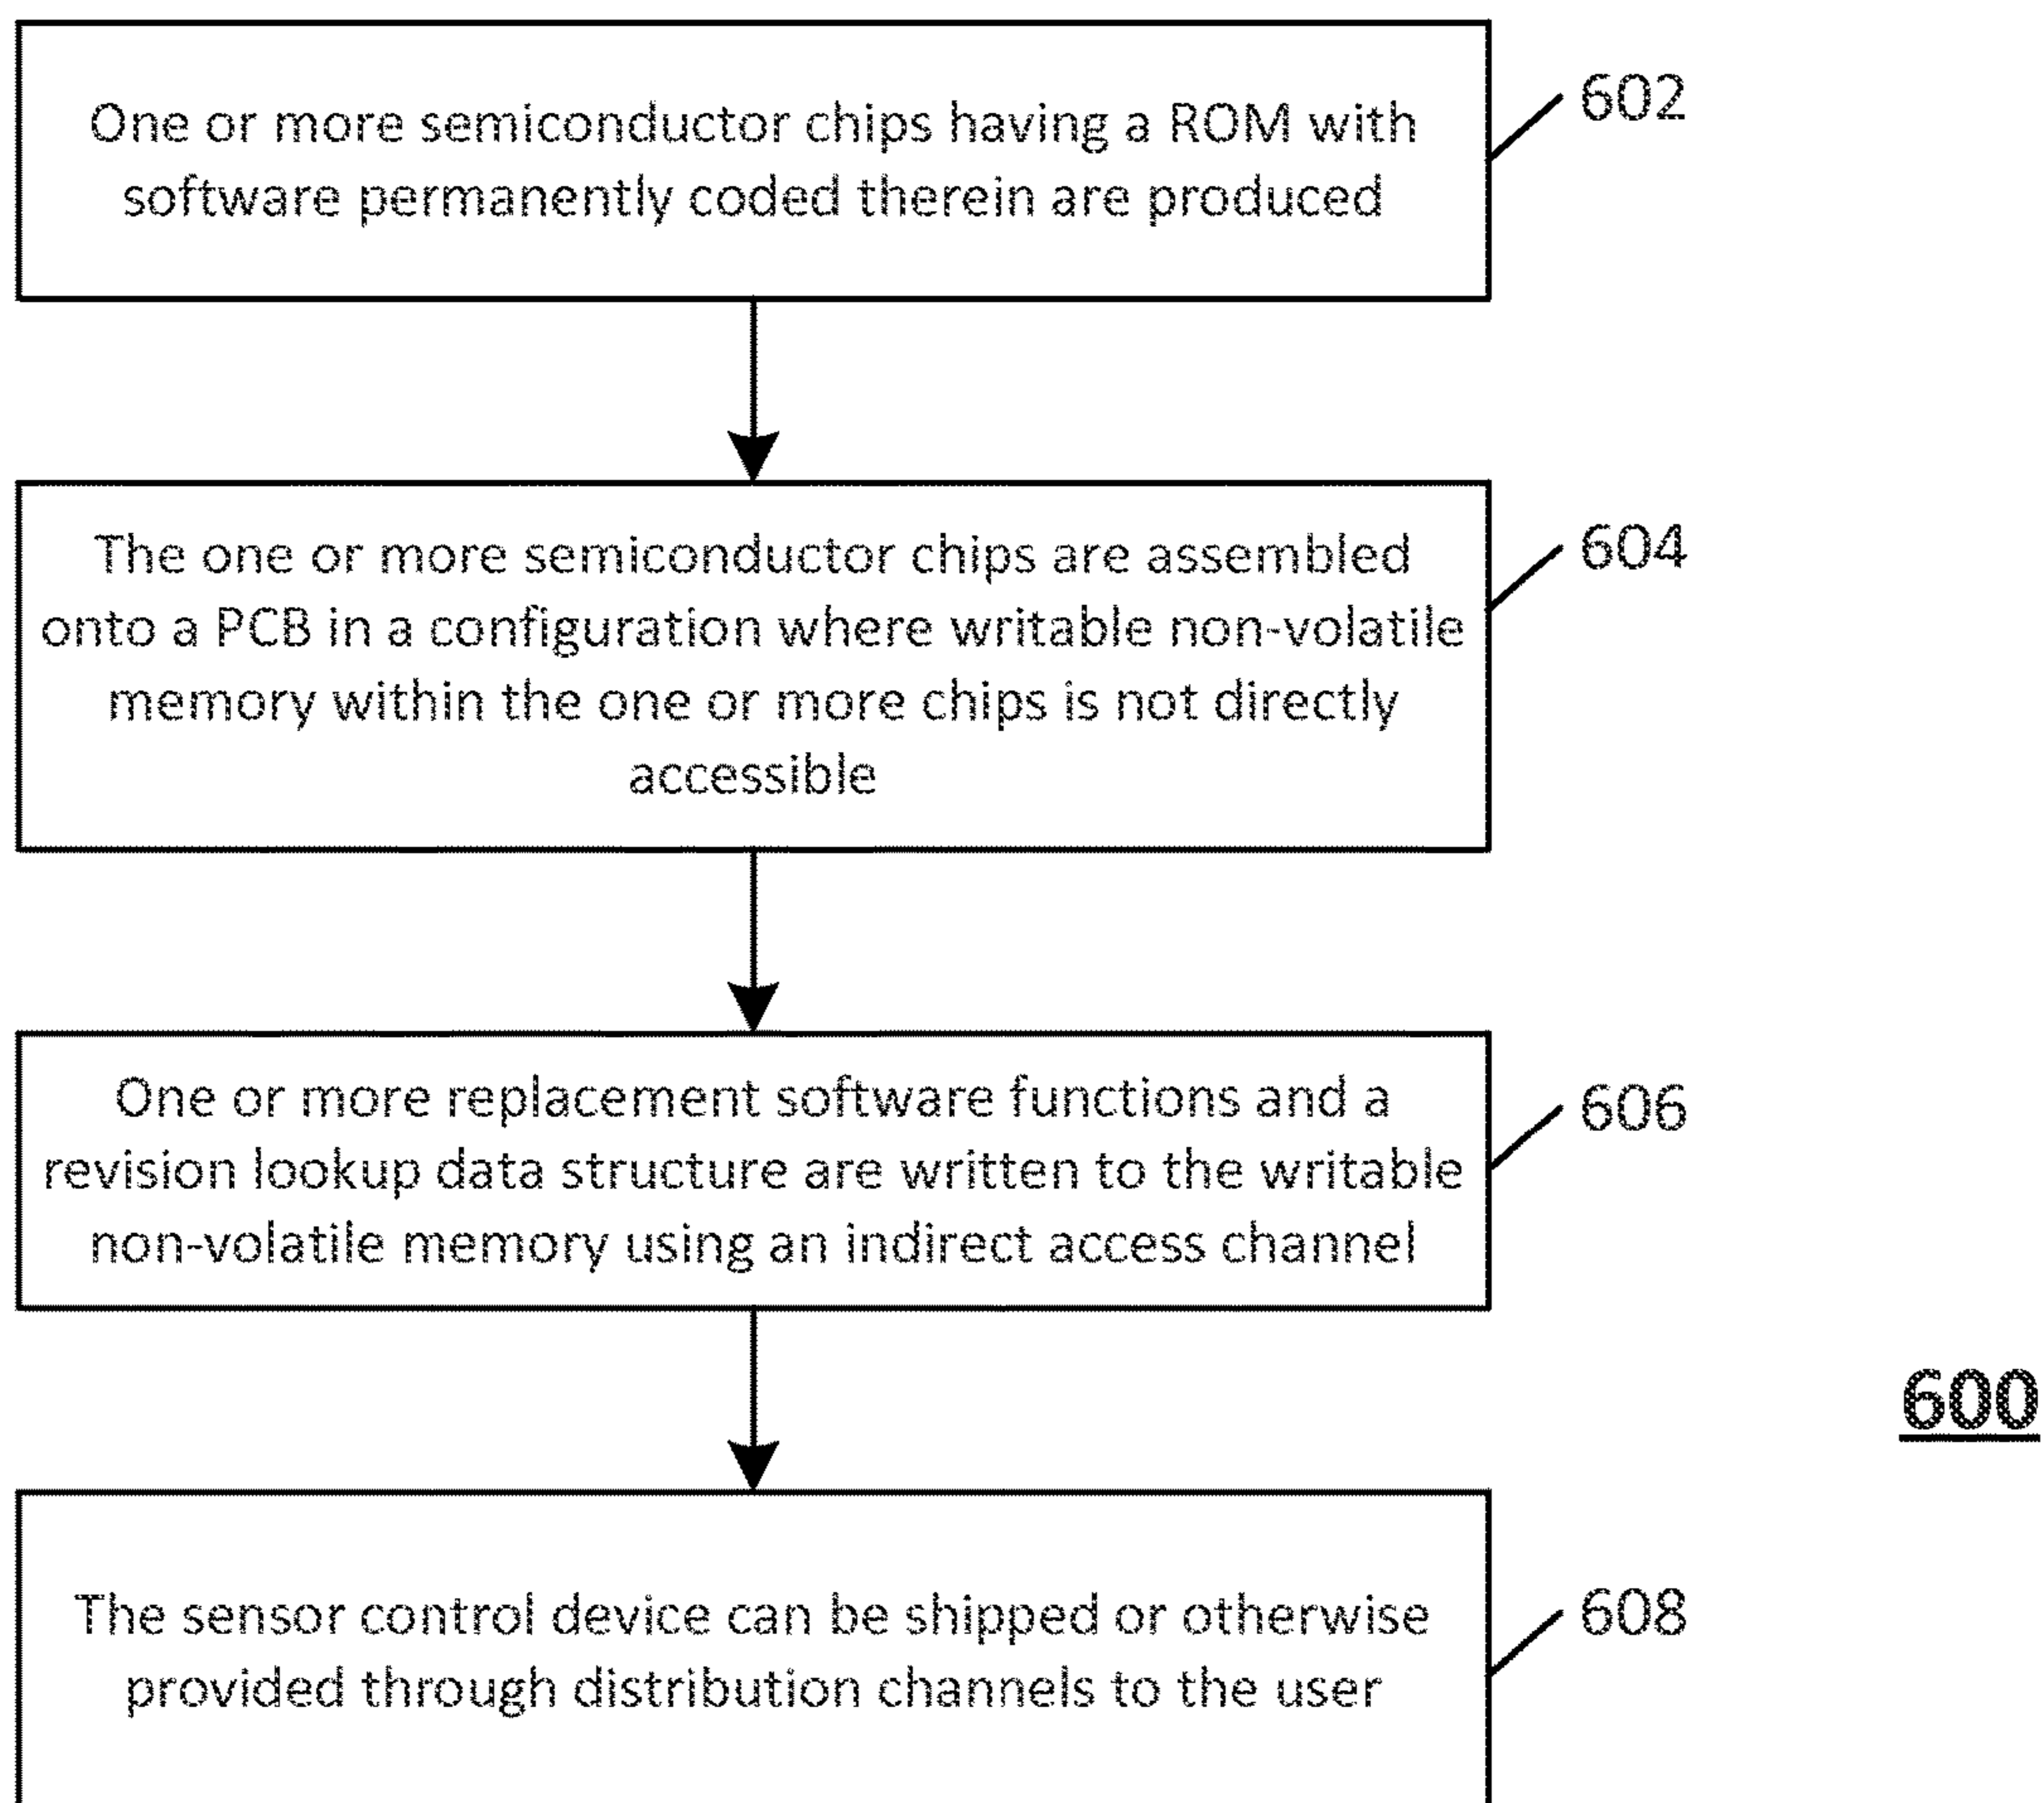 One or more semiconductor chips having a ROM with
software permanently coded therein are produced
602
The one or more semiconductor chips are assembled
onto a PCB in a configuration where writable non-volatile
memory within the one or more chips is not directly
accessible
604
One or more replacement software functions and a
revision lookup data structure are written to the writable
non-volatile memory using an indirect access channel
606
600
The sensor control device can be shipped or otherwise
provided through distribution channels to the user
608